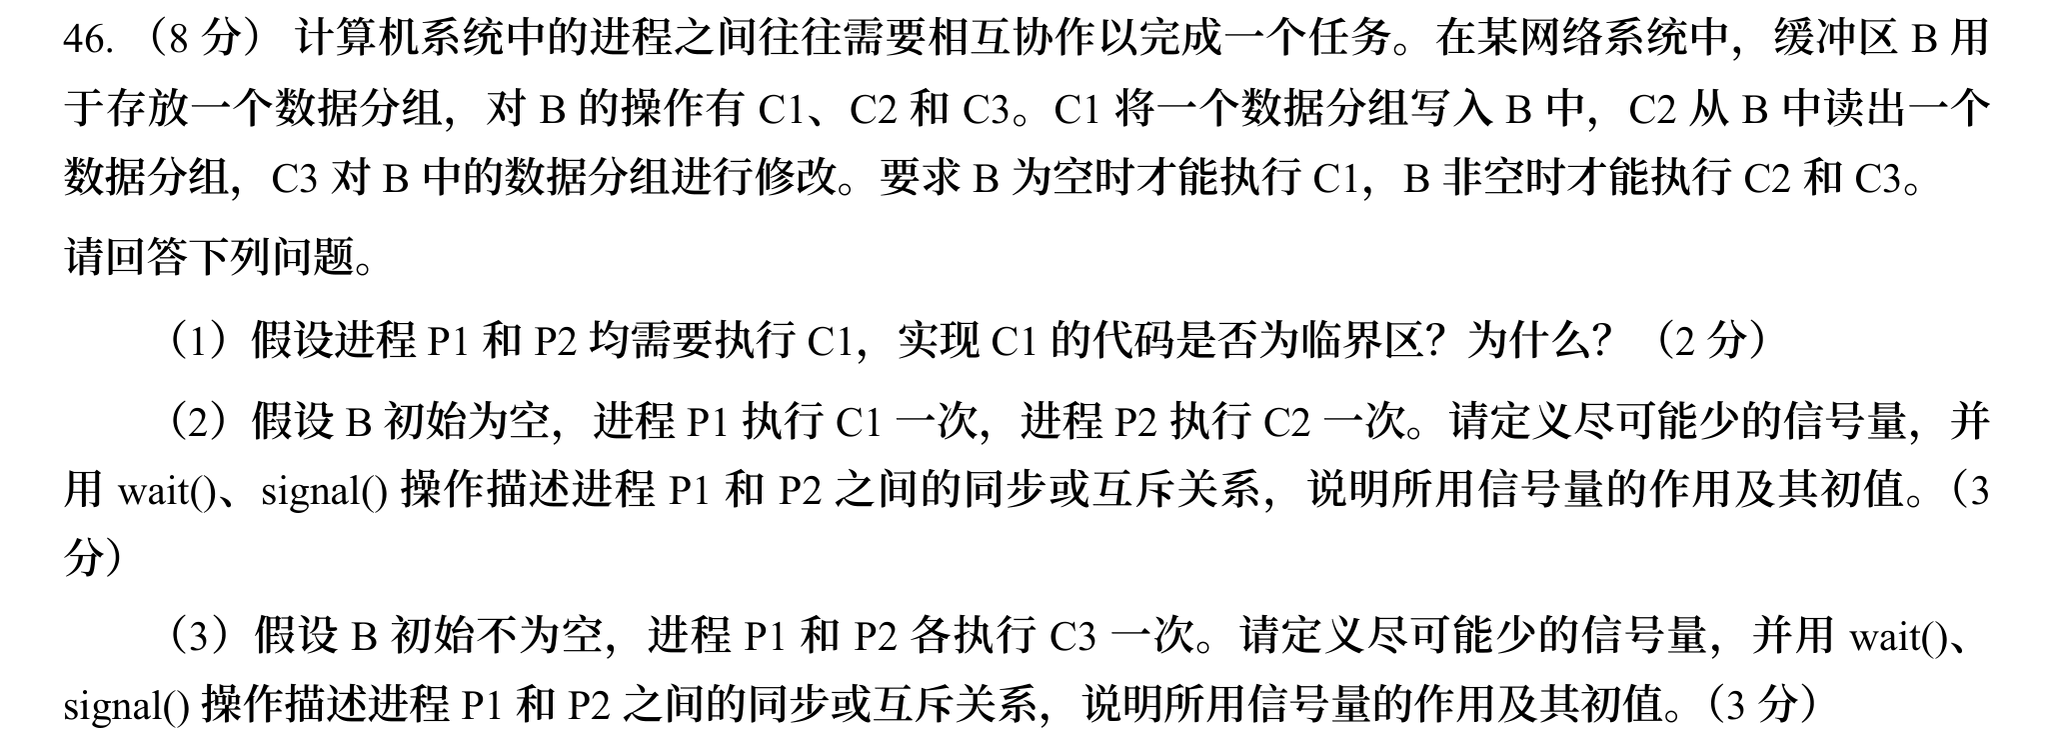 46. （8 分） 计算机系统中的进程之间往往需要相互协作以完成一个任务。在某网络系统中，缓冲区 B 用
于存放一个数据分组，对 B 的操作有 C1、C2 和 C3。C1 将一个数据分组写入 B 中，C2 从 B 中读出一个
数据分组，C3 对 B 中的数据分组进行修改。要求 B 为空时才能执行 C1，B 非空时才能执行 C2 和 C3。
请回答下列问题。
（1）假设进程 P1 和 P2 均需要执行 C1，实现 C1 的代码是否为临界区？为什么？（2 分）
（2）假设 B 初始为空，进程 P1 执行 C1 一次，进程 P2 执行 C2 一次。请定义尽可能少的信号量，并
用 wait()、signal() 操作描述进程 P1 和 P2 之间的同步或互斥关系，说明所用信号量的作用及其初值。（3
分）
（3）假设 B 初始不为空，进程 P1 和 P2 各执行 C3 一次。请定义尽可能少的信号量，并用 wait()、
signal() 操作描述进程 P1 和 P2 之间的同步或互斥关系，说明所用信号量的作用及其初值。（3 分）